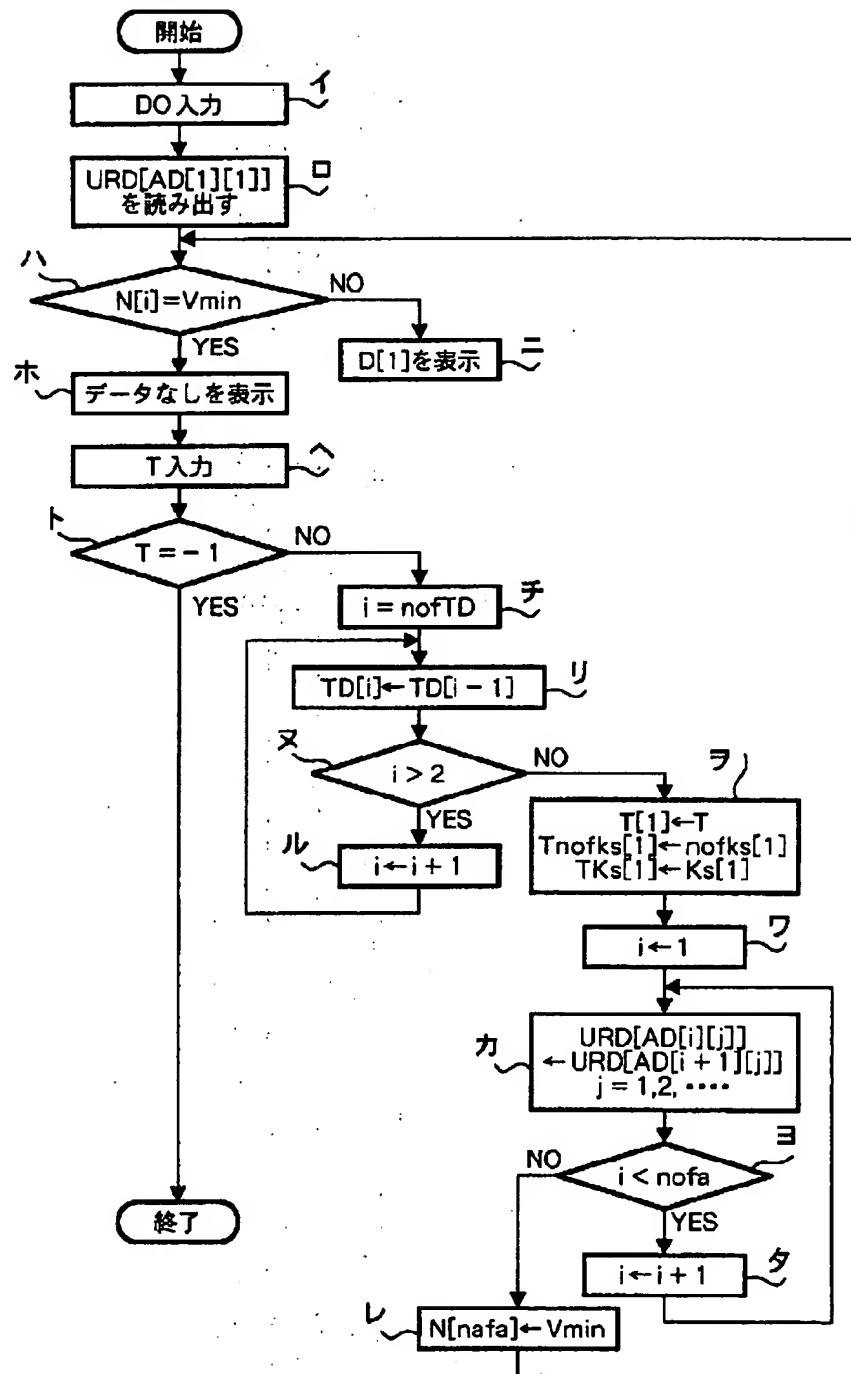 開始
イ
DO入力
ロ
URD[AD[1][1]]
を読み出す
ハ
N[i]=Vmin
NO
YES
ニ
D[1]を表示
ホ
データなしを表示
ヘ
T入力
ト
T=-1
NO
YES
チ
i=nofTD
リ
TD[i]←TD[i-1]
ヌ
i>2
NO
YES
ル
i←i+1
ヲ
T[1]←T
Tnofks[1]←nofks[1]
TKs[1]←Ks[1]
ワ
i←1
カ
URD[AD[i][j]]
←URD[AD[i+1][j]]
j=1,2,····
ヨ
i<nofa
NO
YES
タ
i←i+1
レ
N[nafa]←Vmin
終了